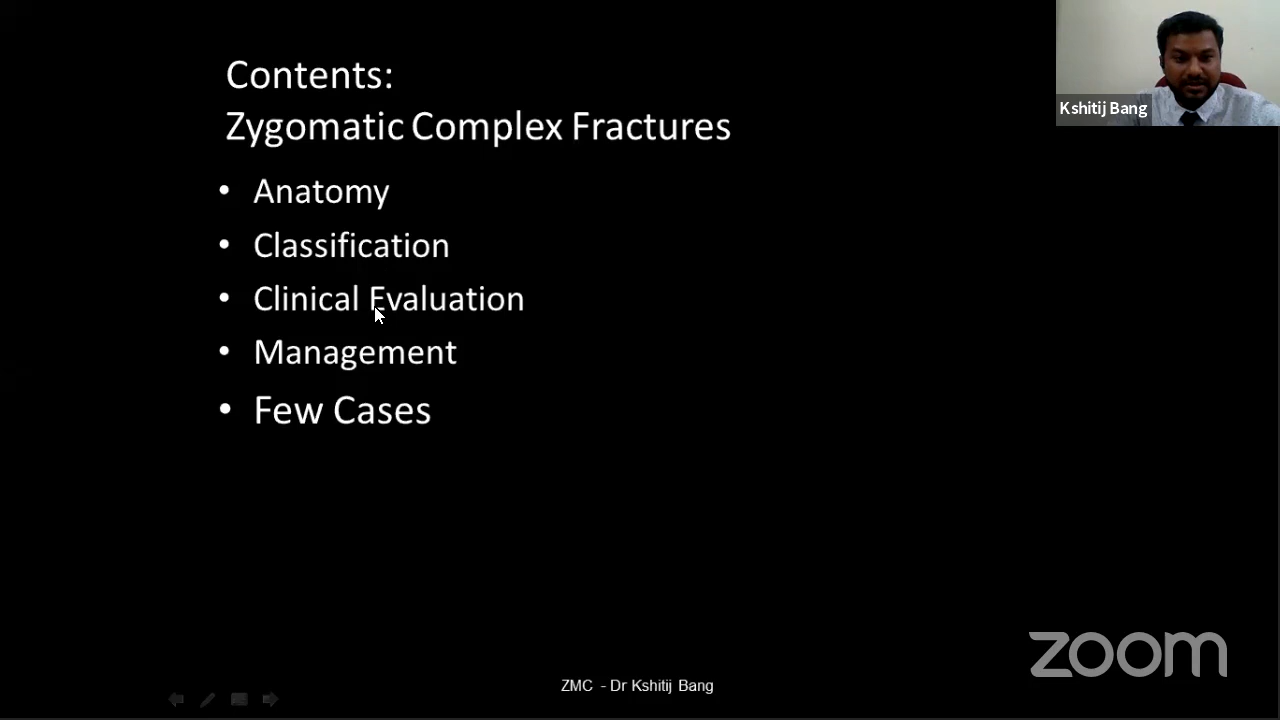 Contents:
Zygomatic Complex Fractures
• Anatomy
• Classification
• Clinical Evaluation
• Management
• Few Cases
Kshitij Bang
zoom
ZMC - Dr Kshitij Bang